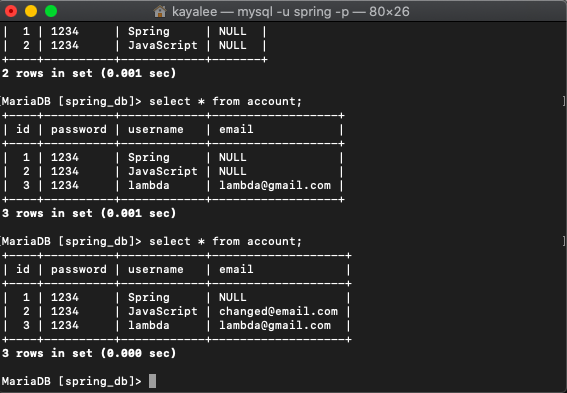 kayalee — mysql -u spring -p — 80×26
|  1 | 1234     | Spring     | NULL  |
|  2 | 1234     | JavaScript | NULL  |
+----+----------+------------+-------+
2 rows in set (0.001 sec)
[MariaDB [spring_db]> select * from account;                                    ]
+----+----------+------------+------------------+
| id | password | username   | email            |
+----+----------+------------+------------------+
|  1 | 1234     | Spring     | NULL             |
|  2 | 1234     | JavaScript | NULL             |
|  3 | 1234     | lambda     | lambda@gmail.com |
+----+----------+------------+------------------+
3 rows in set (0.001 sec)
[MariaDB [spring_db]> select * from account;                                    ]
+----+----------+------------+-------------------+
| id | password | username   | email             |
+----+----------+------------+-------------------+
|  1 | 1234     | Spring     | NULL              |
|  2 | 1234     | JavaScript | changed@email.com |
|  3 | 1234     | lambda     | lambda@gmail.com  |
+----+----------+------------+-------------------+
3 rows in set (0.000 sec)
MariaDB [spring_db]>